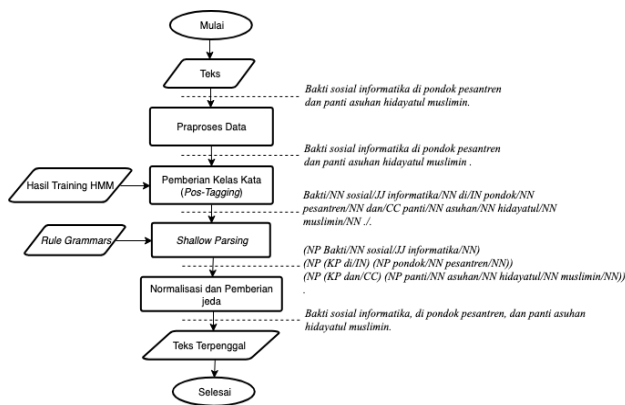 Mulai
Teks
Bakti sosial informatika di pondok pesantren
dan panti asuhan hidayatul muslimin.
Praproses Data
Bakti sosial informatika di pondok pesantren
dan panti asuhan hidayatul muslimin .
Hasil Training HMM
Pemberian Kelas Kata
(Pos-Tagging)
Bakti/NN sosial/JJ informatika/NN di/IN pondok/NN
pesantren/NN dan/CC panti/NN asuhan/NN hidayatul/NN
muslimin/NN ./.
Rule Grammars
Shallow Parsing
(NP Bakti/NN sosial/JJ informatika/NN)
(NP (KP di/IN) (NP pondok/NN pesantren/NN))
(NP (KP dan/CC) (NP panti/NN asuhan/NN hidayatul/NN muslimin/NN))
.
Normalisasi dan Pemberian
jeda
Bakti sosial informatika, di pondok pesantren, dan panti asuhan
hidayatul muslimin.
Teks Terpenggal
Selesai